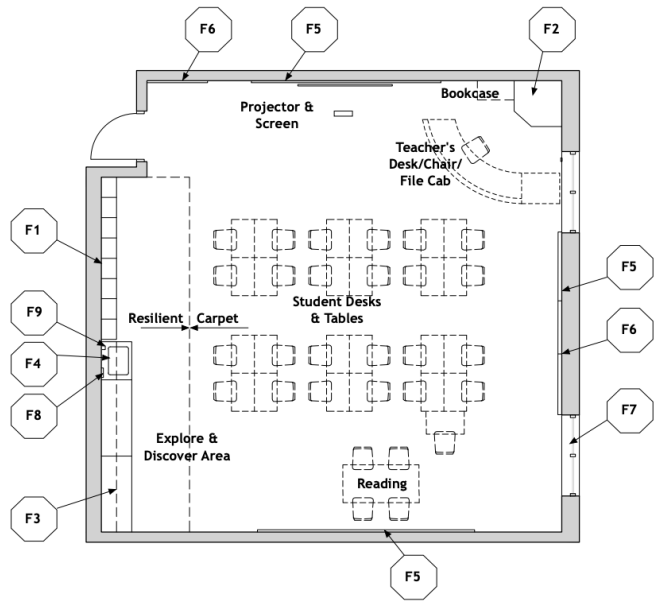 F6
F5
F2
Bookcase
Projector &
Screen
Teacher's
Desk/Chair/
File Cab
F1
F5
Student Desks
& Tables
Resilient
Carpet
F9
F6
F4
F8
F7
Explore &
Discover Area
Reading
F3
F5